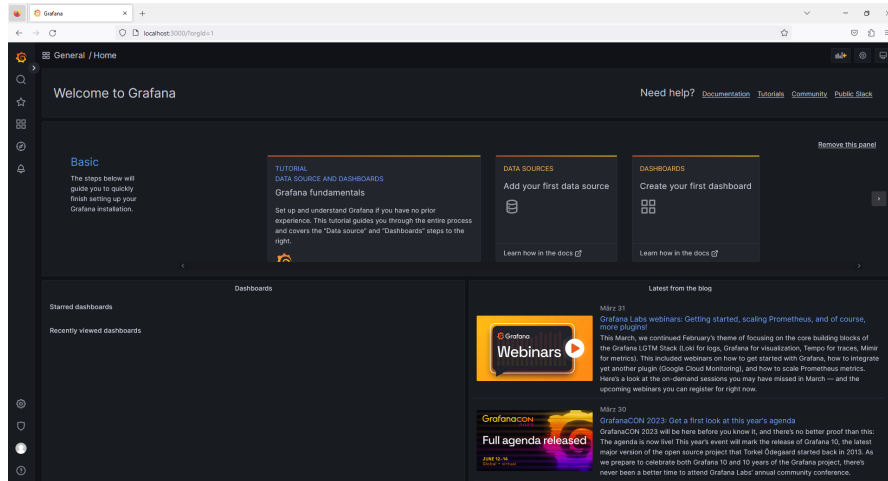 Grafana
localhost:3000/?orgId=1
General / Home
Welcome to Grafana
Need help?
Documentation
Tutorials
Community
Public Slack
Remove this panel
Basic
The steps below will
guide you to quickly
finish setting up your
Grafana installation.
TUTORIAL
DATA SOURCE AND DASHBOARDS
Grafana fundamentals
Set up and understand Grafana if you have no prior
experience. This tutorial guides you through the entire process
and covers the "Data source" and "Dashboards" steps to the
right.
DATA SOURCES
Add your first data source
Learn how in the docs
DASHBOARDS
Create your first dashboard
Learn how in the docs
Dashboards
Starred dashboards
Recently viewed dashboards
Latest from the blog
Grafana
Webinars
März 31
Grafana Labs webinars: Getting started, scaling Prometheus, and of course,
more plugins!
This March, we continued February's theme of focusing on the core building blocks of
the Grafana LGTM Stack (Loki for logs, Grafana for visualization, Tempo for traces, Mimir
for metrics). This included webinars on how to get started with Grafana, how to integrate
yet another plugin (Google Cloud Monitoring), and how to scale Prometheus metrics.
Here's a look at the on-demand sessions you may have missed in March — and the
upcoming webinars you can register for right now.
GrafanaCON
2023
Full agenda released
JUNE 12-14
Global • virtual
März 30
GrafanaCON 2023: Get a first look at this year's agenda
GrafanaCON 2023 will be here before you know it, and there's no better proof than this:
The agenda is now live! This year's event will mark the release of Grafana 10, the latest
major version of the open source project that Torkel Ödegaard started back in 2013. As
we prepare to celebrate both Grafana 10 and 10 years of the Grafana project, there's
never been a better time to attend Grafana Labs' annual community conference.